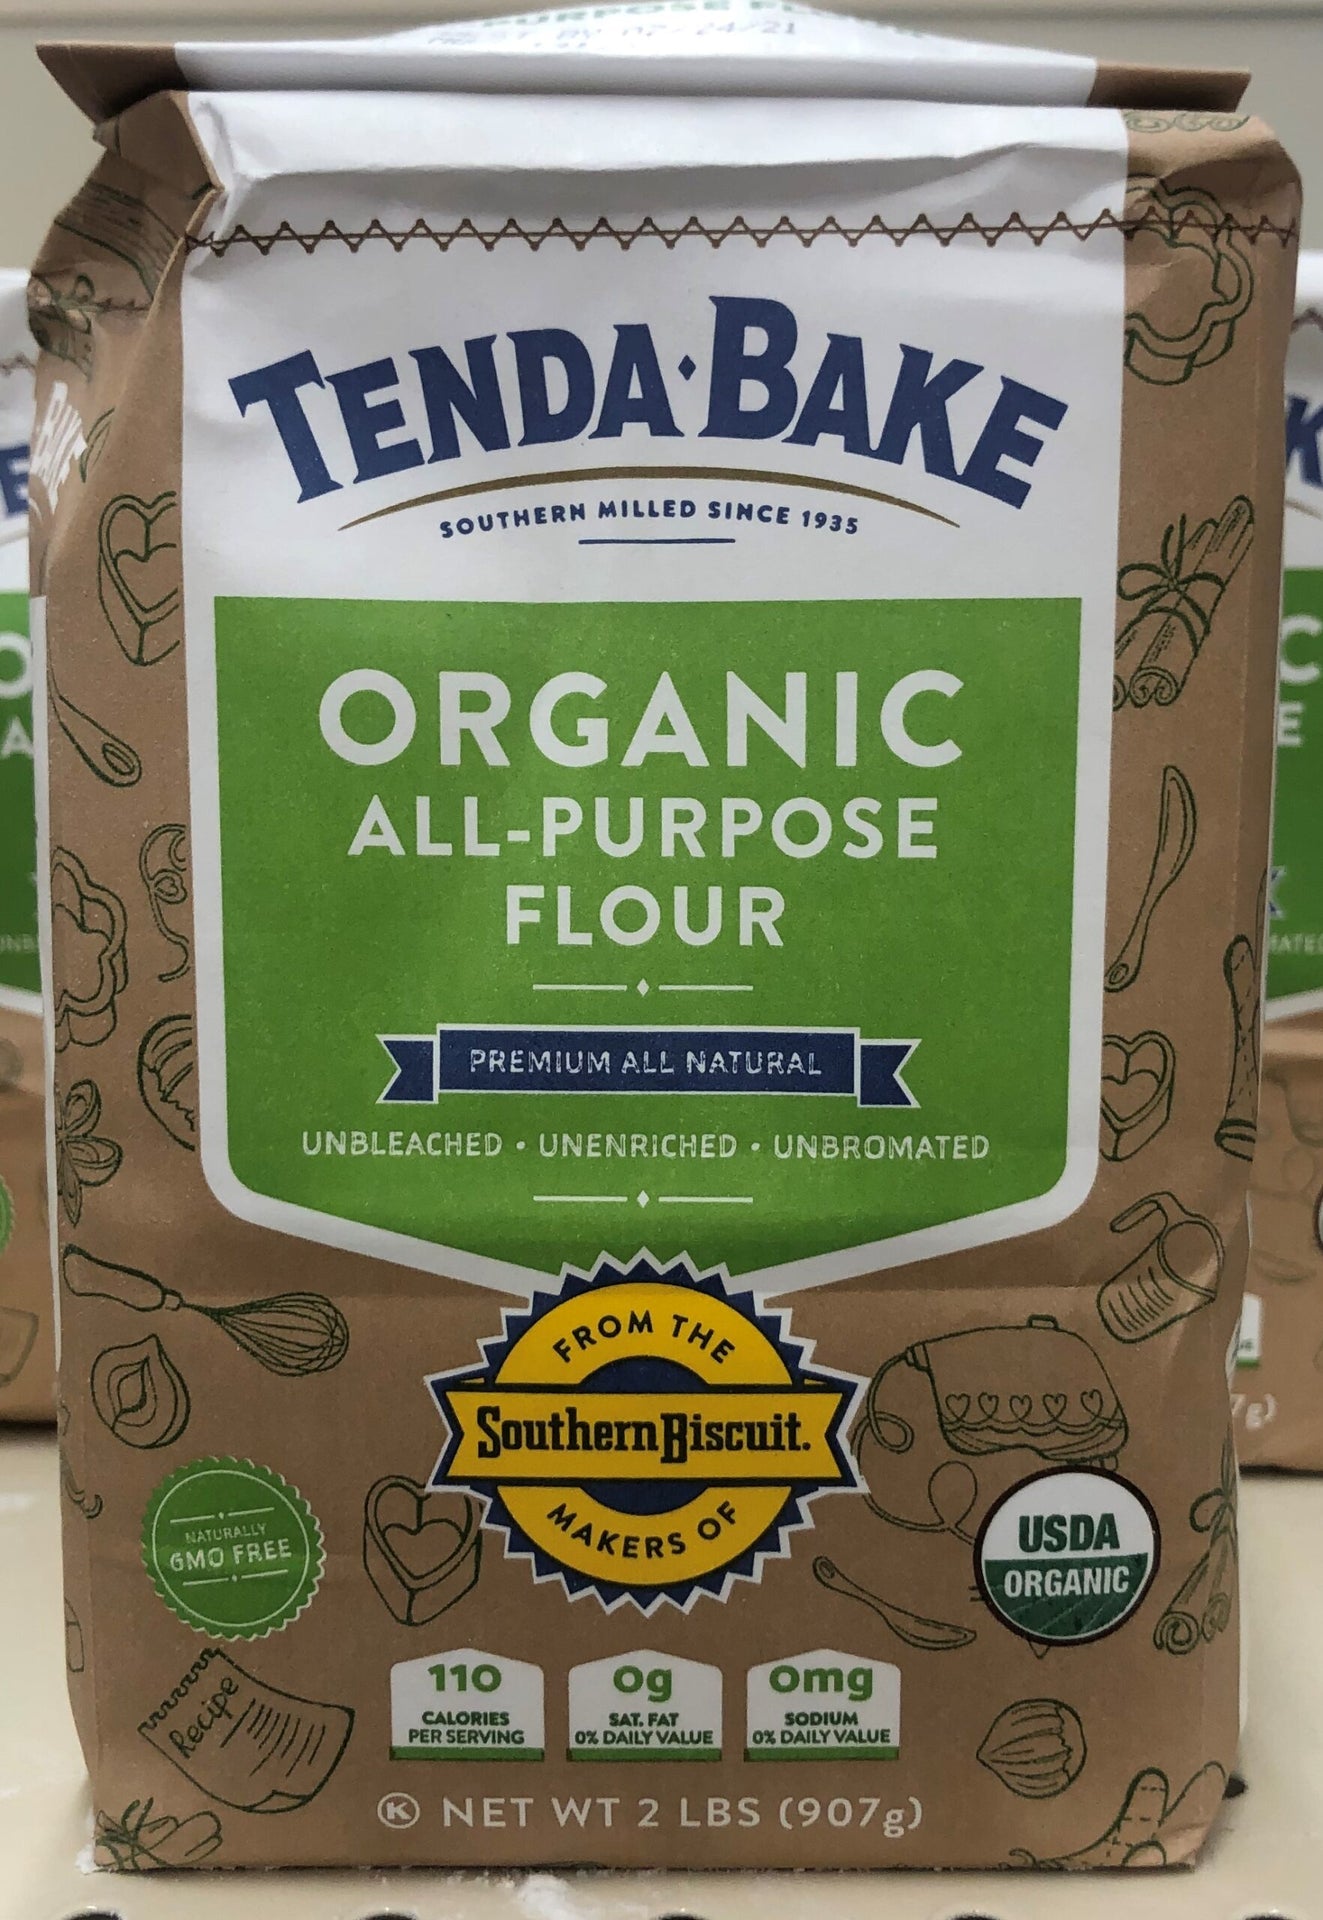 PURPOSE
TENDA·BAKE
SOUTHERN MILLED SINCE 1935
ORGANIC
ALL-PURPOSE
FLOUR
PREMIUM ALL NATURAL
UNBLEACHED • UNENRICHED • UNBROMATED
FROM THE
SouthernBiscuit.
MAKERS OF
NATURALLY
GMO FREE
USDA
ORGANIC
Recipe
110
CALORIES
PER SERVING
0g
SAT. FAT
0% DAILY VALUE
0mg
SODIUM
0% DAILY VALUE
K NET WT 2 LBS (907g)